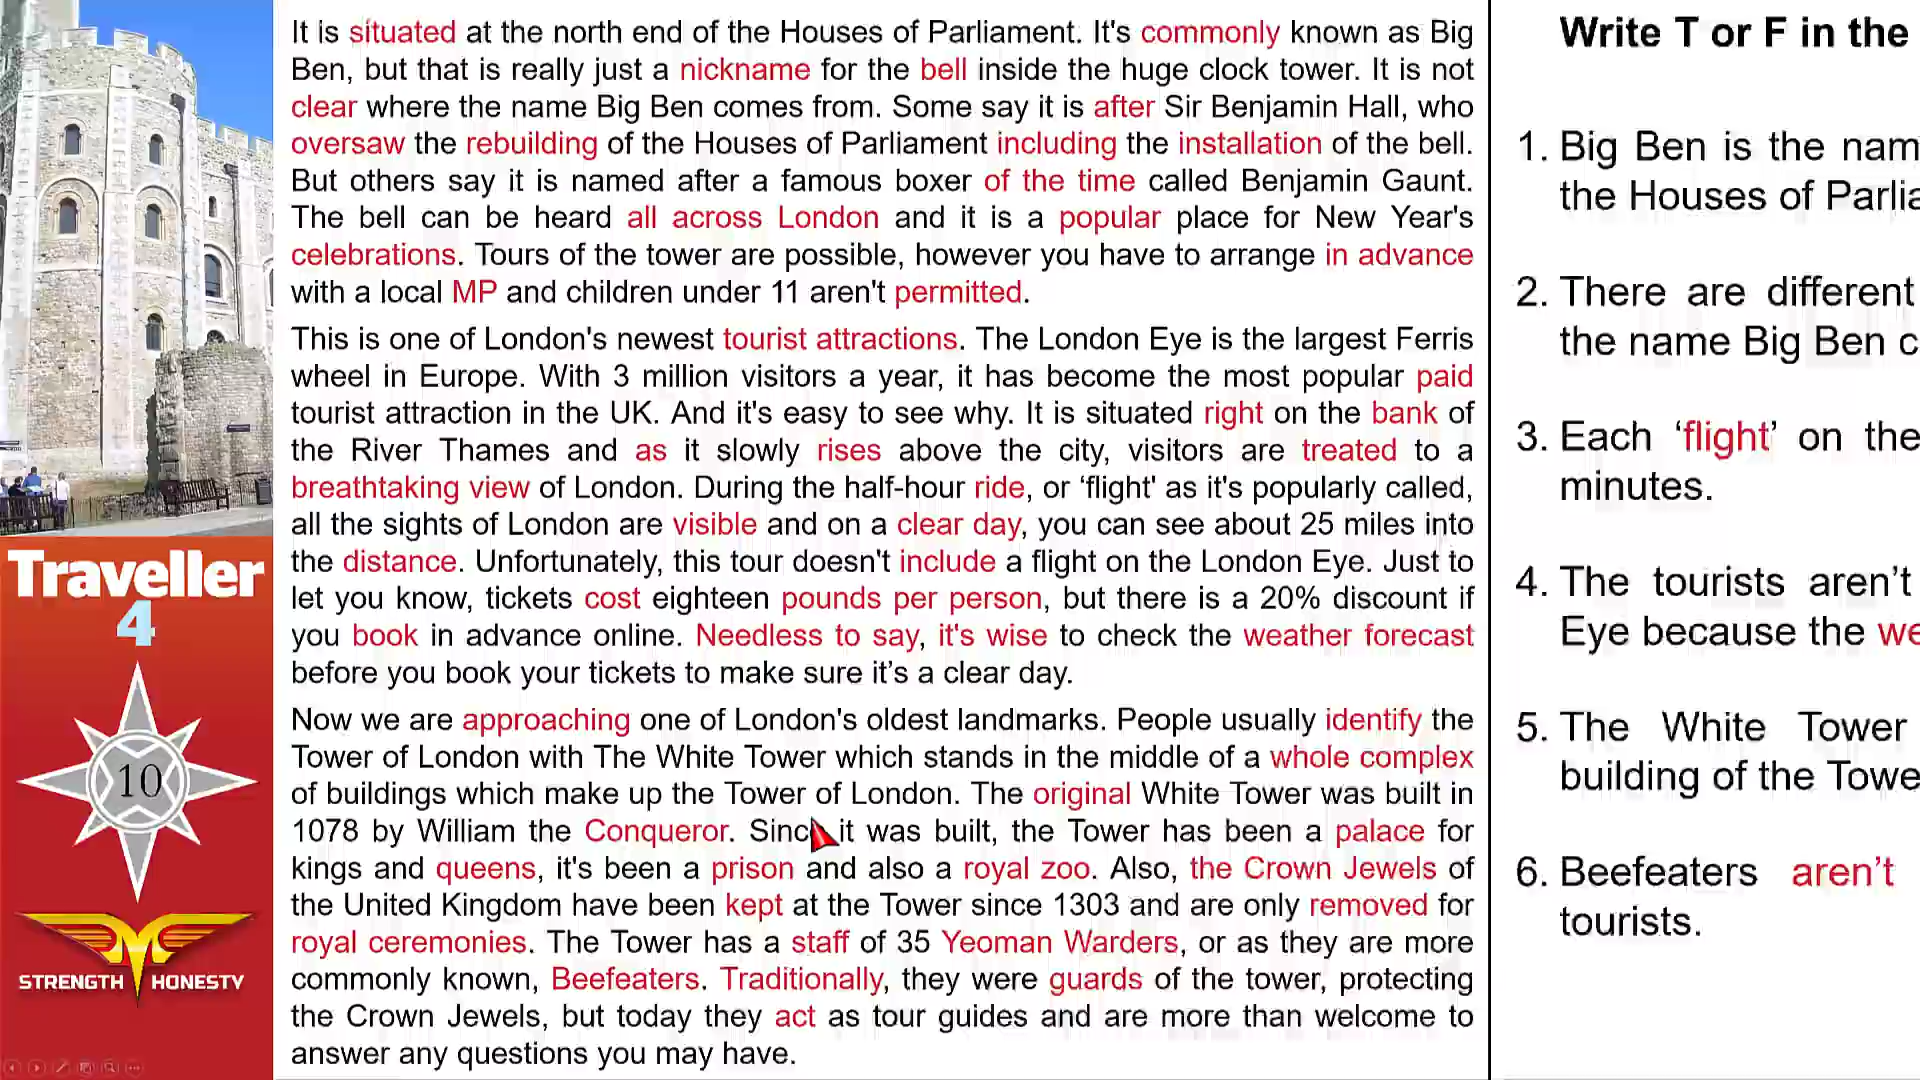 It is situated at the north end of the Houses of Parliament. It's commonly known as Big
Ben, but that is really just a nickname for the bell inside the huge clock tower. It is not
clear where the name Big Ben comes from. Some say it is after Sir Benjamin Hall, who
oversaw the rebuilding of the Houses of Parliament including the installation of the bell.
But others say it is named after a famous boxer of the time called Benjamin Gaunt.
The bell can be heard all across London and it is a popular place for New Year's
celebrations. Tours of the tower are possible, however you have to arrange in advance
with a local MP and children under 11 aren't permitted.
This is one of London's newest tourist attractions. The London Eye is the largest Ferris
wheel in Europe. With 3 million visitors a year, it has become the most popular paid
tourist attraction in the UK. And it's easy to see why. It is situated right on the bank of
the River Thames and as it slowly rises above the city, visitors are treated to a
breathtaking view of London. During the half-hour ride, or ‘flight' as it's popularly called,
all the sights of London are visible and on a clear day, you can see about 25 miles into
the distance. Unfortunately, this tour doesn't include a flight on the London Eye. Just to
let you know, tickets cost eighteen pounds per person, but there is a 20% discount if
you book in advance online. Needless to say, it's wise to check the weather forecast
before you book your tickets to make sure it’s a clear day.
Now we are approaching one of London's oldest landmarks. People usually identify the
Tower of London with The White Tower which stands in the middle of a whole complex
of buildings which make up the Tower of London. The original White Tower was built in
1078 by William the Conqueror. Sinc it was built, the Tower has been a palace for
kings and queens, it's been a prison and also a royal zoo. Also, the Crown Jewels of
the United Kingdom have been kept at the Tower since 1303 and are only removed for
royal ceremonies. The Tower has a staff of 35 Yeoman Warders, or as they are more
commonly known, Beefeaters. Traditionally, they were guards of the tower, protecting
the Crown Jewels, but today they act as tour guides and are more than welcome to
answer any questions you may have.
Write T or F in the
1. Big Ben is the nam
the Houses of Parlia
2. There are different
the name Big Ben c
3. Each ‘flight’ on the
minutes.
4. The tourists aren’t
Eye because the we
5. The White Tower
building of the Towe
6. Beefeaters aren’t
tourists.
Traveller
4
10
STRENGTH HONESTY